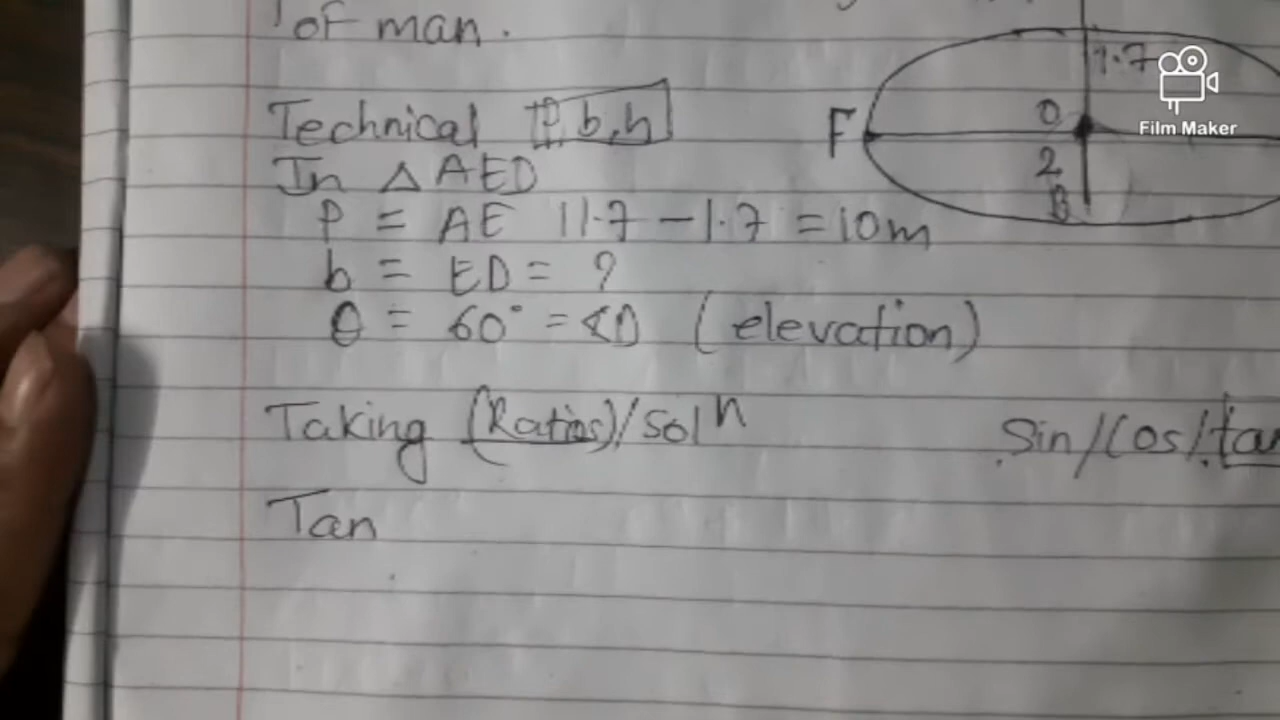 of man.
1.7
Film Maker
Technical P, b, h
F
O
In △ AED
2
B
P = AE 11.7 - 1.7 = 10m
b = ED = ?
θ = 60° = ∢D (elevation)
Taking (Ratios)/solⁿ
Sin/Cos/tan
Tan